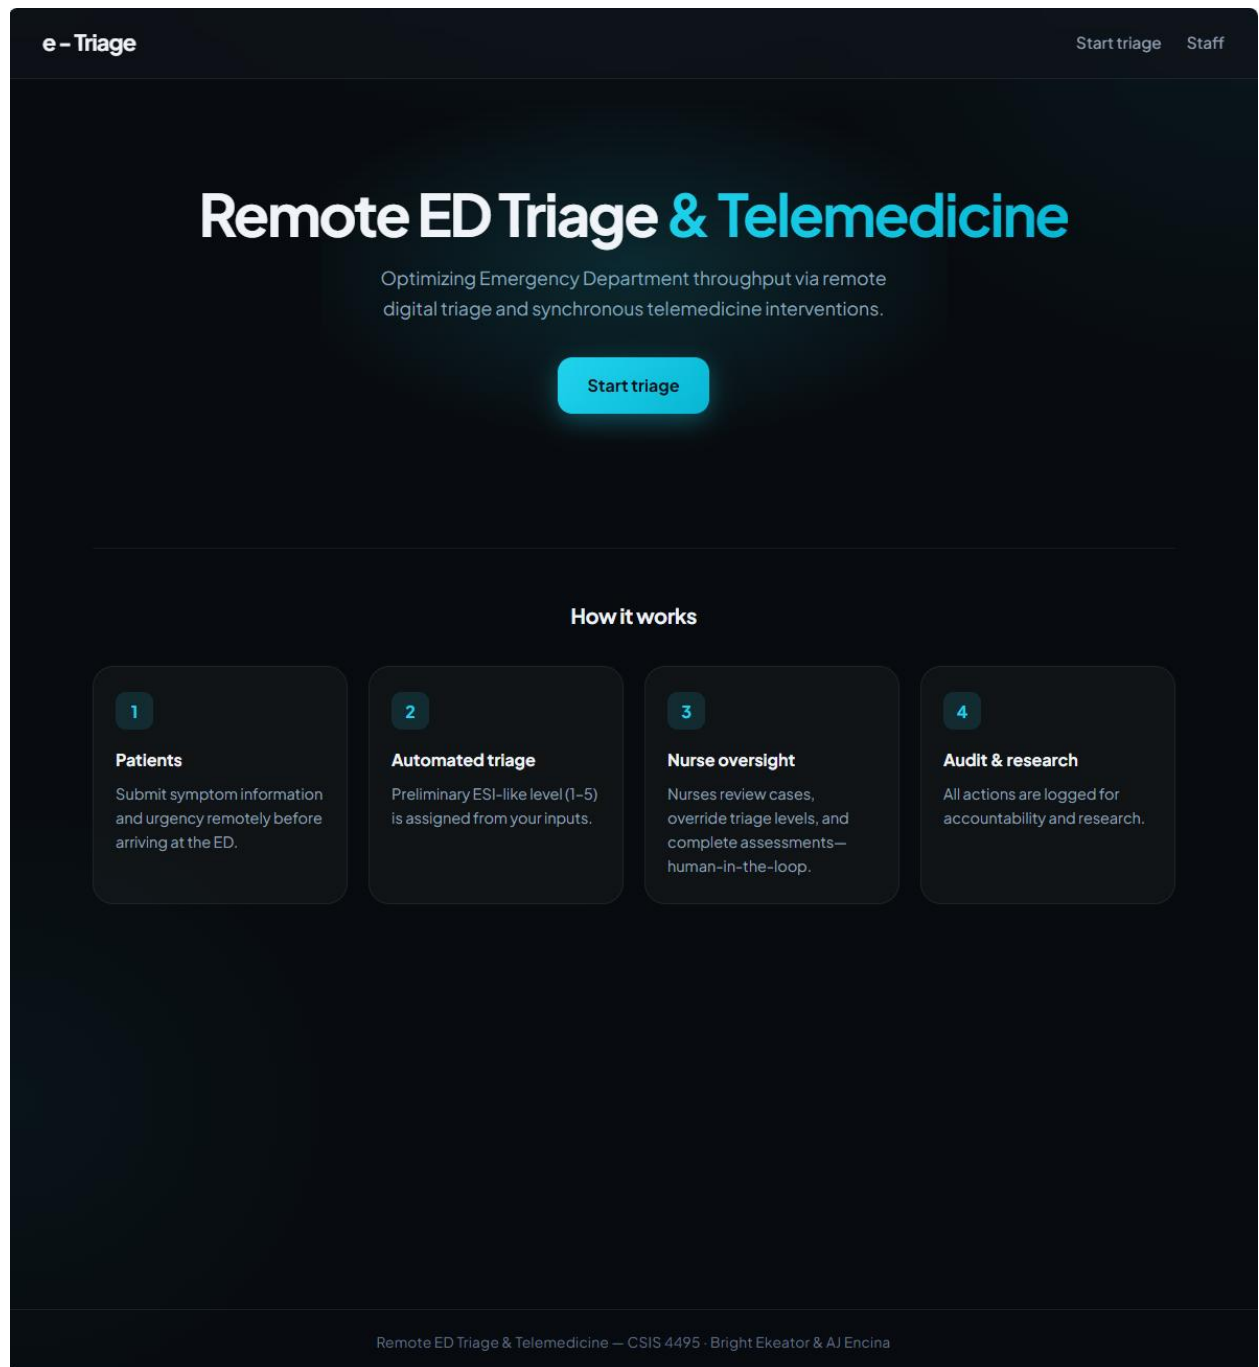 e – Triage
Start triage Staff
Remote ED Triage & Telemedicine
Optimizing Emergency Department throughput via remote
digital triage and synchronous telemedicine interventions.
Start triage
How it works
1
Patients
Submit symptom information
and urgency remotely before
arriving at the ED.
2
Automated triage
Preliminary ESI-like level (1–5)
is assigned from your inputs.
3
Nurse oversight
Nurses review cases,
override triage levels, and
complete assessments—
human-in-the-loop.
4
Audit & research
All actions are logged for
accountability and research.
Remote ED Triage & Telemedicine — CSIS 4495 · Bright Ekeator & AJ Encina